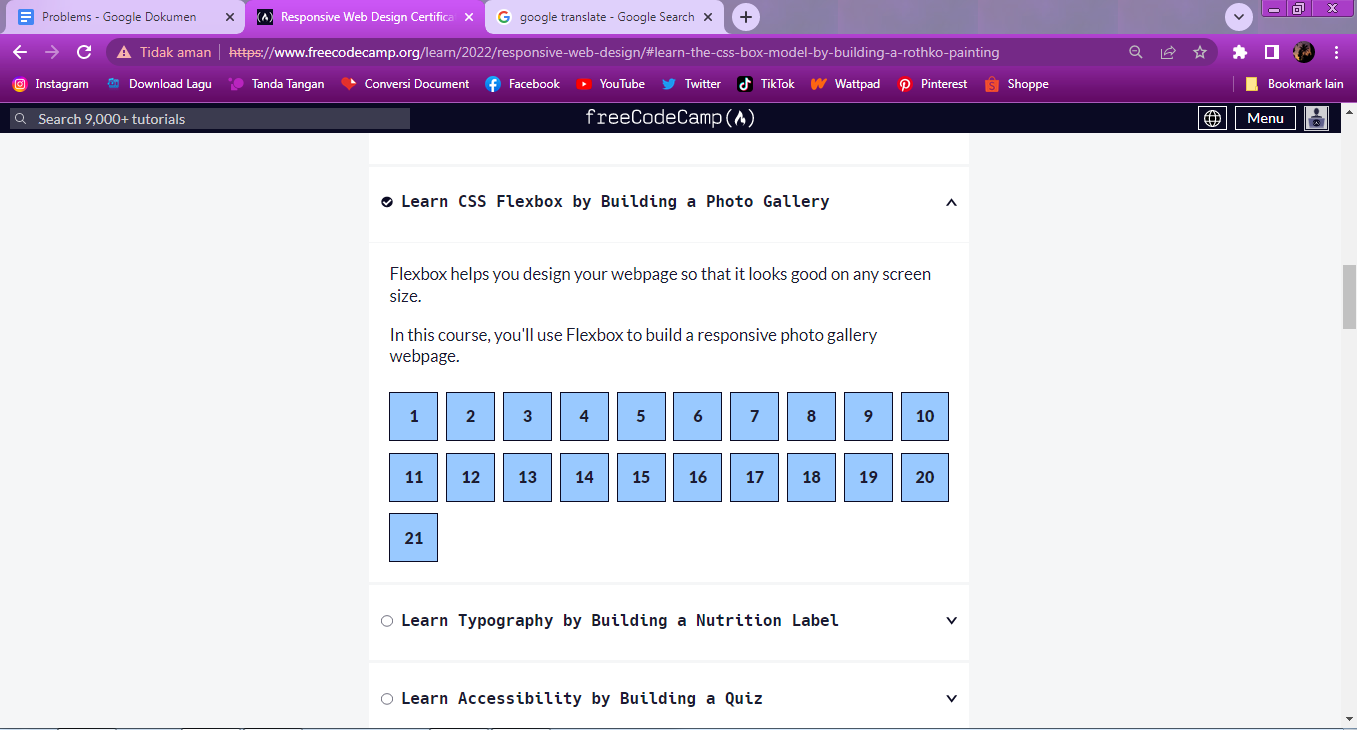 Problems - Google Dokumen
Responsive Web Design Certifica
google translate - Google Search
Tidak aman
https://www.freecodecamp.org/learn/2022/responsive-web-design/#learn-the-css-box-model-by-building-a-rothko-painting
Instagram
Download Lagu
Tanda Tangan
Conversi Document
Facebook
YouTube
Twitter
TikTok
Wattpad
Pinterest
Shoppe
Bookmark lain
Search 9,000+ tutorials
freeCodeCamp
Menu
Learn CSS Flexbox by Building a Photo Gallery
Flexbox helps you design your webpage so that it looks good on any screen
size.
In this course, you'll use Flexbox to build a responsive photo gallery
webpage.
1 2 3 4 5 6 7 8 9 10
11 12 13 14 15 16 17 18 19 20
21
Learn Typography by Building a Nutrition Label
Learn Accessibility by Building a Quiz